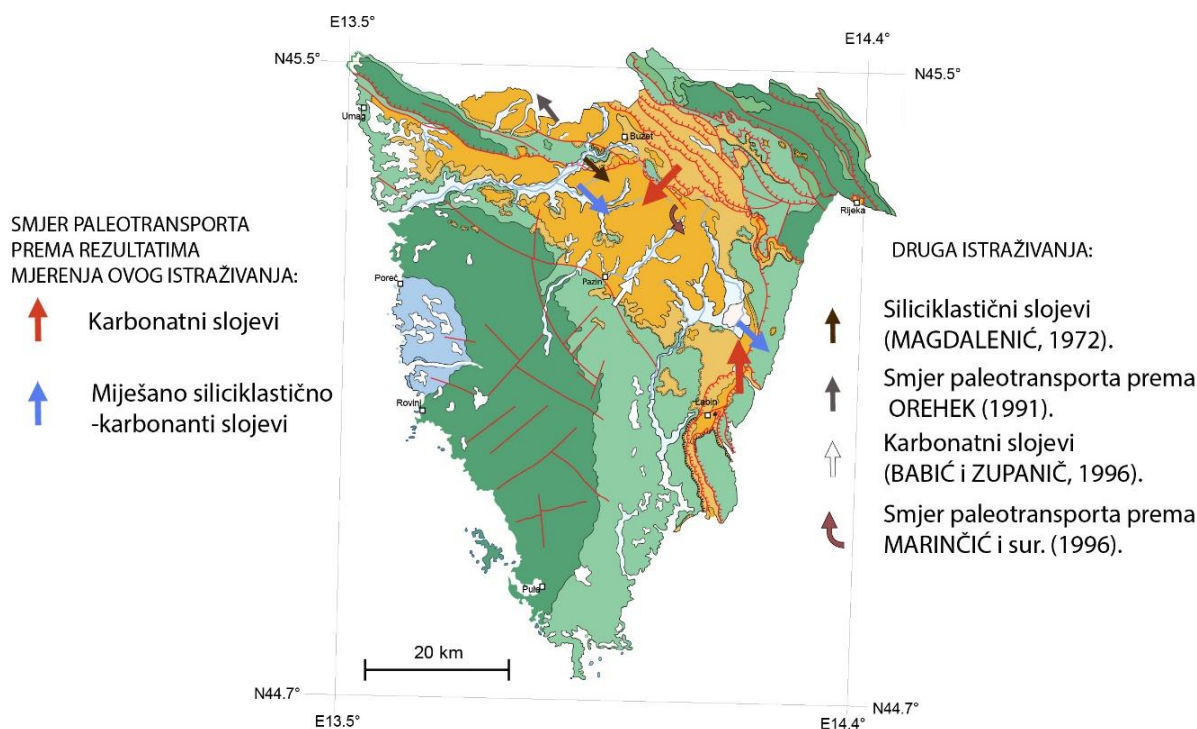 E13.5°
E14.4°
N45.5°
N45.5°
Umag
Buzet
Rijeka
SMJER PALEOTRANSPORTA
PREMA REZULTATIMA
MJERENJA OVOG ISTRAŽIVANJA:
Karbonatni slojevi
Miješano siliciklastično
-karbonanti slojevi
Poreč
Pazin
Rovinj
Labin
Pula
DRUGA ISTRAŽIVANJA:
Siliciklastični slojevi
(MAGDALENIĆ, 1972).
Smjer paleotransporta prema
OREHEK (1991).
Karbonatni slojevi
(BABIĆ i ZUPANIČ, 1996).
Smjer paleotransporta prema
MARINČIĆ i sur. (1996).
20 km
N44.7°
N44.7°
E13.5°
E14.4°